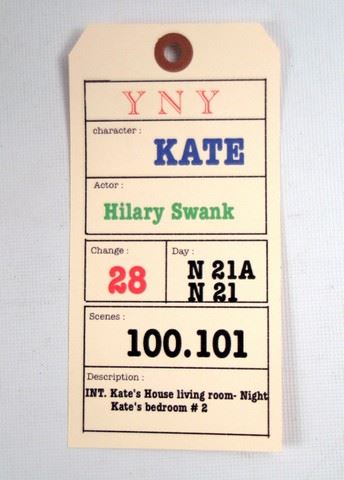 YNY
character :
KATE
Actor :
Hilary Swank
Change :
28
Day :
N 21A
N 21
Scenes :
100.101
Description :
INT. Kate's House living room- Night
Kate's bedroom # 2